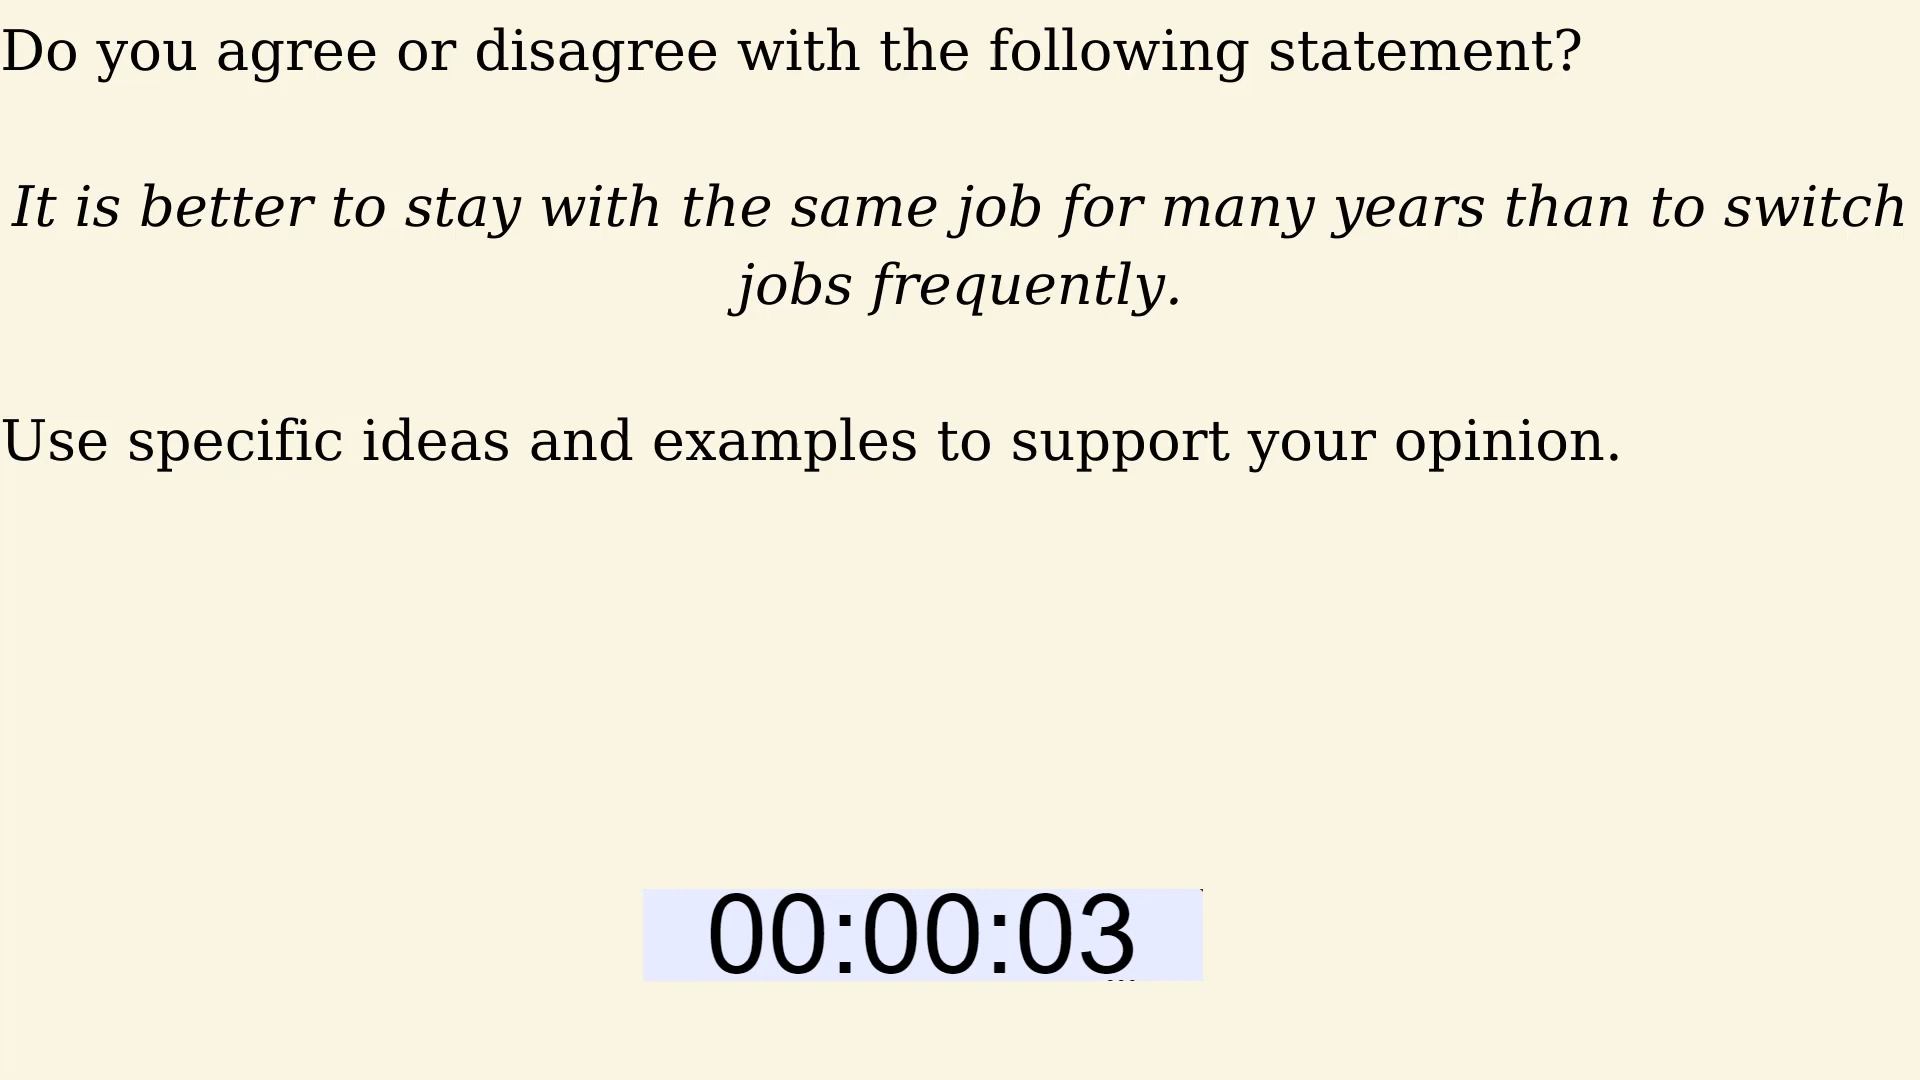 Do you agree or disagree with the following statement?
It is better to stay with the same job for many years than to switch
jobs frequently.
Use specific ideas and examples to support your opinion.
00:00:03